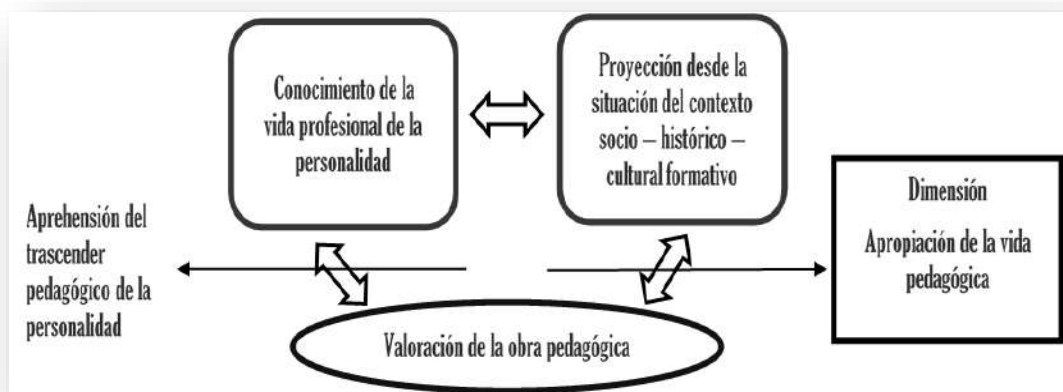 Conocimiento de la
vida profesional de la
personalidad
Proyección desde la
situación del contexto
socio – histórico –
cultural formativo
Dimensión
Apropiación de la vida
pedagógica
Aprehensión del
trascender
pedagógico de la
personalidad
Valoración de la obra pedagógica